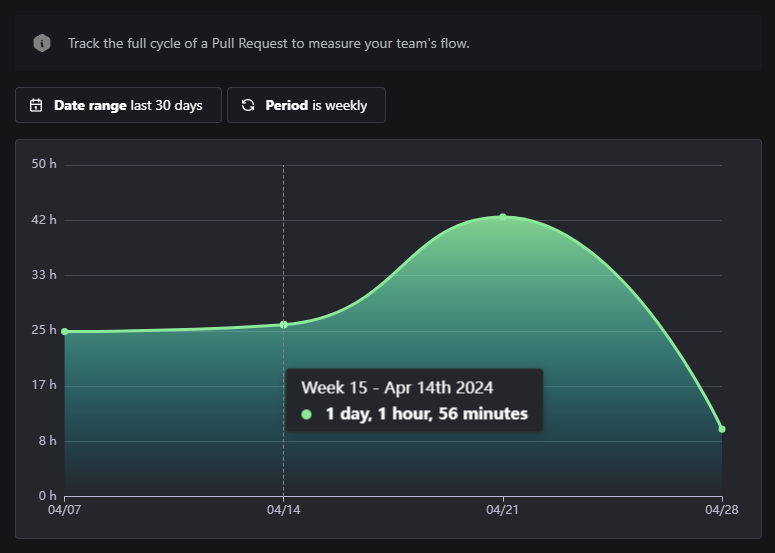 Track the full cycle of a Pull Request to measure your team's flow.
Date range last 30 days
Period is weekly
50 h
42 h
33 h
25 h
17 h
8 h
0 h
Week 15 - Apr 14th 2024
1 day, 1 hour, 56 minutes
04/07 04/14 04/21 04/28